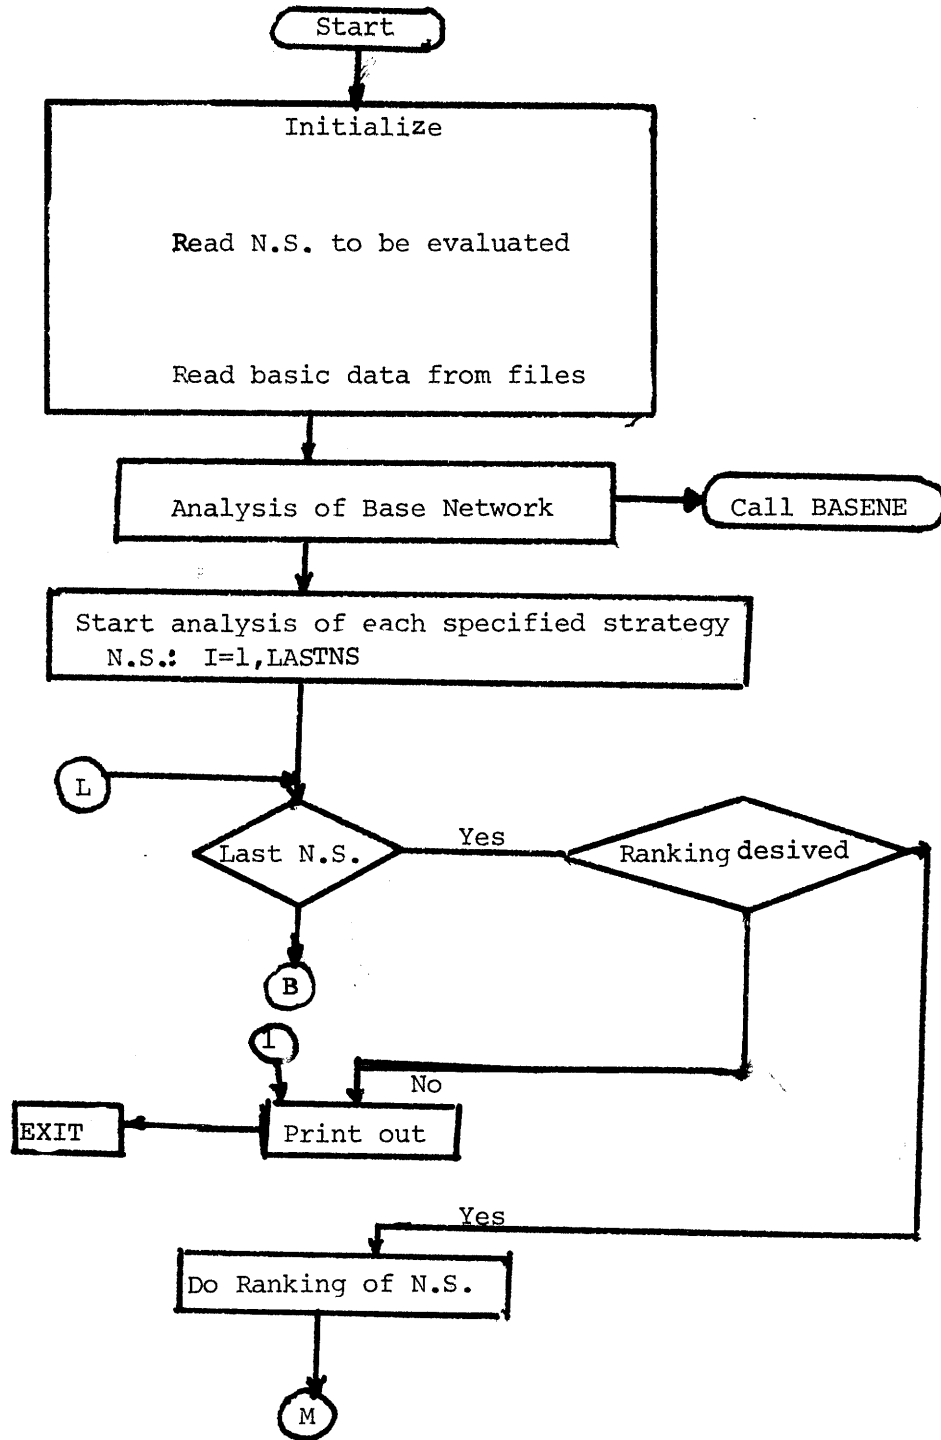 Start
Initialize
Read N.S. to be evaluated
Read basic data from files
Analysis of Base Network
Call BASENE
Start analysis of each specified strategy
N.S.: I=1,LASTNS
L
Last N.S.
Yes
Ranking desived
B
I
No
EXIT
Print out
Yes
Do Ranking of N.S.
M